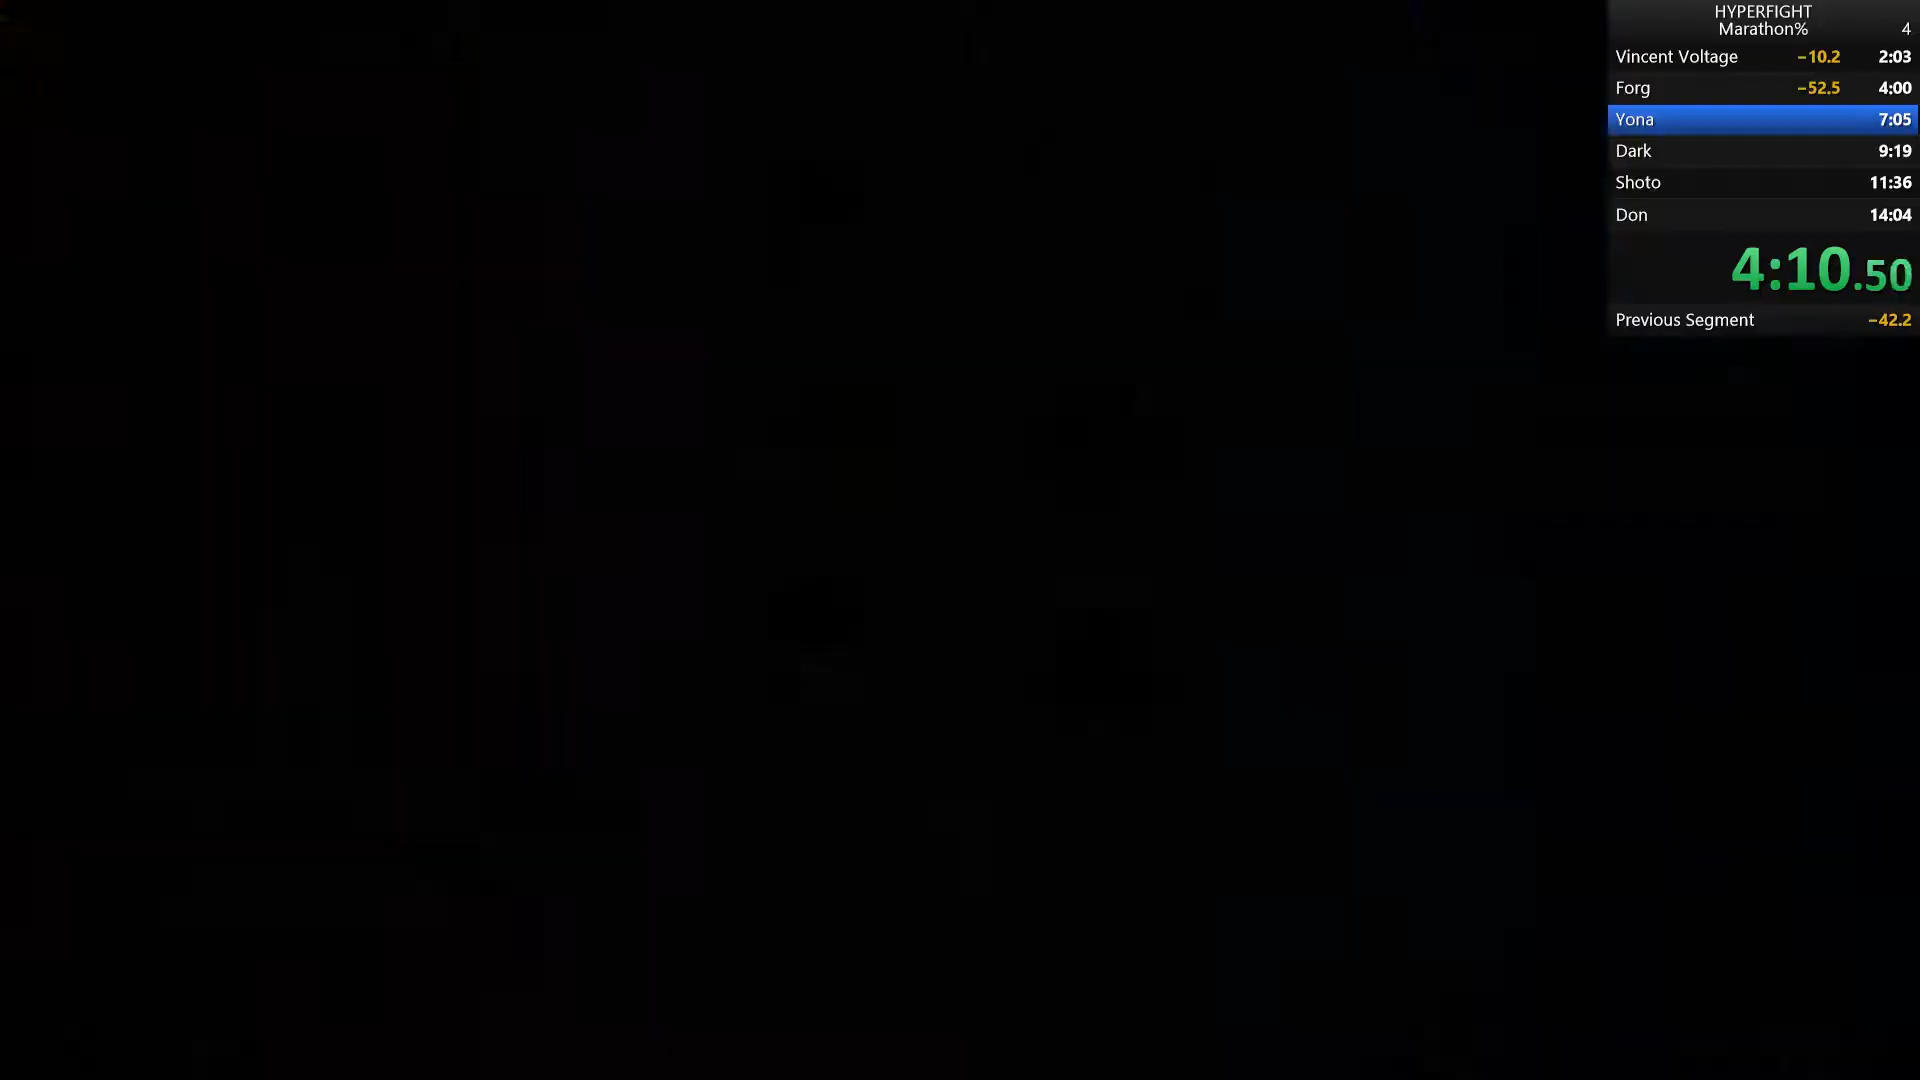 HYPERFIGHT
Marathon% 4
Vincent Voltage −10.2 2:03
Forg −52.5 4:00
Yona 7:05
Dark 9:19
Shoto 11:36
Don 14:04
4:10.50
Previous Segment −42.2